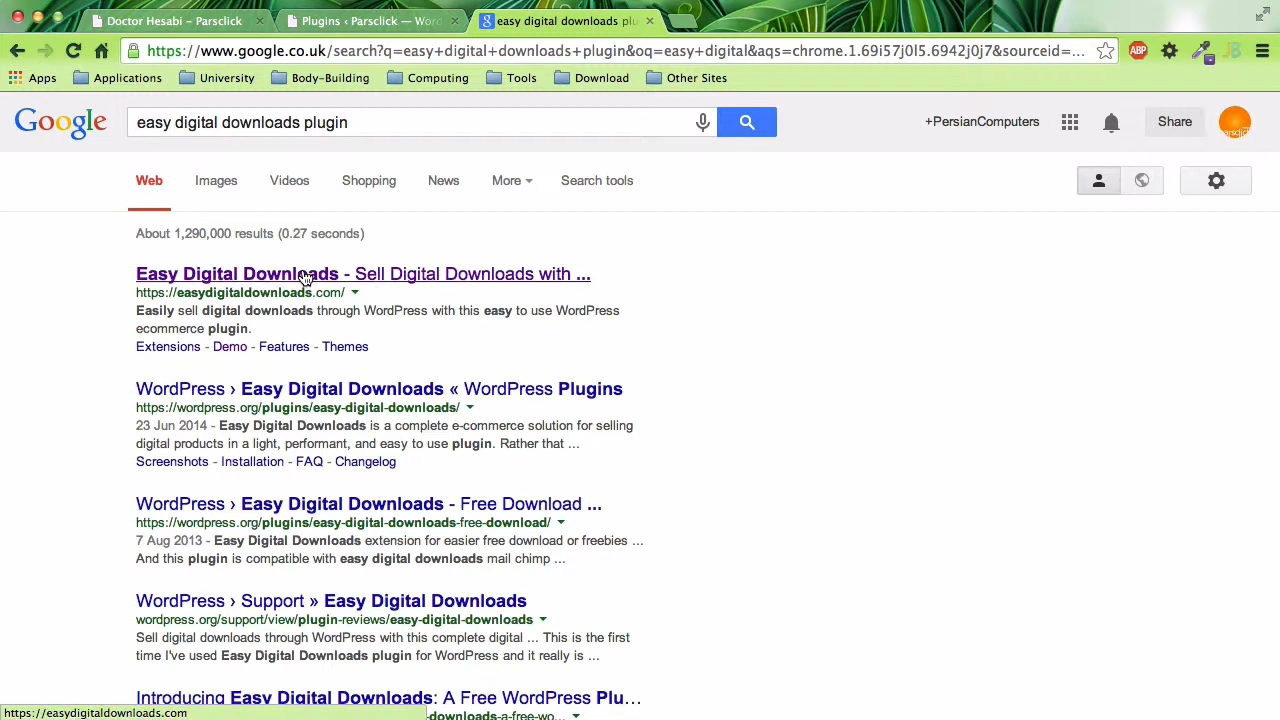 Doctor Hesabi - Parsclick
Plugins ‹ Parsclick — Wor
easy digital downloads plu
https://www.google.co.uk/search?q=easy+digital+downloads+plugin&oq=easy+digital&aqs=chrome.1.69i57j0l5.6942j0j7&sourceid=...
ABP
JB
Apps Applications University Body-Building Computing Tools Download Other Sites
Google easy digital downloads plugin +PersianComputers Share
parsclick
Web Images Videos Shopping News More Search tools
About 1,290,000 results (0.27 seconds)
Easy Digital Downloads - Sell Digital Downloads with ...
https://easydigitaldownloads.com/
Easily sell digital downloads through WordPress with this easy to use WordPress
ecommerce plugin.
Extensions - Demo - Features - Themes
WordPress › Easy Digital Downloads « WordPress Plugins
https://wordpress.org/plugins/easy-digital-downloads/
23 Jun 2014 - Easy Digital Downloads is a complete e-commerce solution for selling
digital products in a light, performant, and easy to use plugin. Rather that ...
Screenshots - Installation - FAQ - Changelog
WordPress › Easy Digital Downloads - Free Download ...
https://wordpress.org/plugins/easy-digital-downloads-free-download/
7 Aug 2013 - Easy Digital Downloads extension for easier free download or freebies ...
And this plugin is compatible with easy digital downloads mail chimp ...
WordPress › Support » Easy Digital Downloads
wordpress.org/support/view/plugin-reviews/easy-digital-downloads
Sell digital downloads through WordPress with this complete digital ... This is the first
time I've used Easy Digital Downloads plugin for WordPress and it really is ...
Introducing Easy Digital Downloads: A Free WordPress Plu...
https://easydigitaldownloads.com
-downloads-a-free-wo...